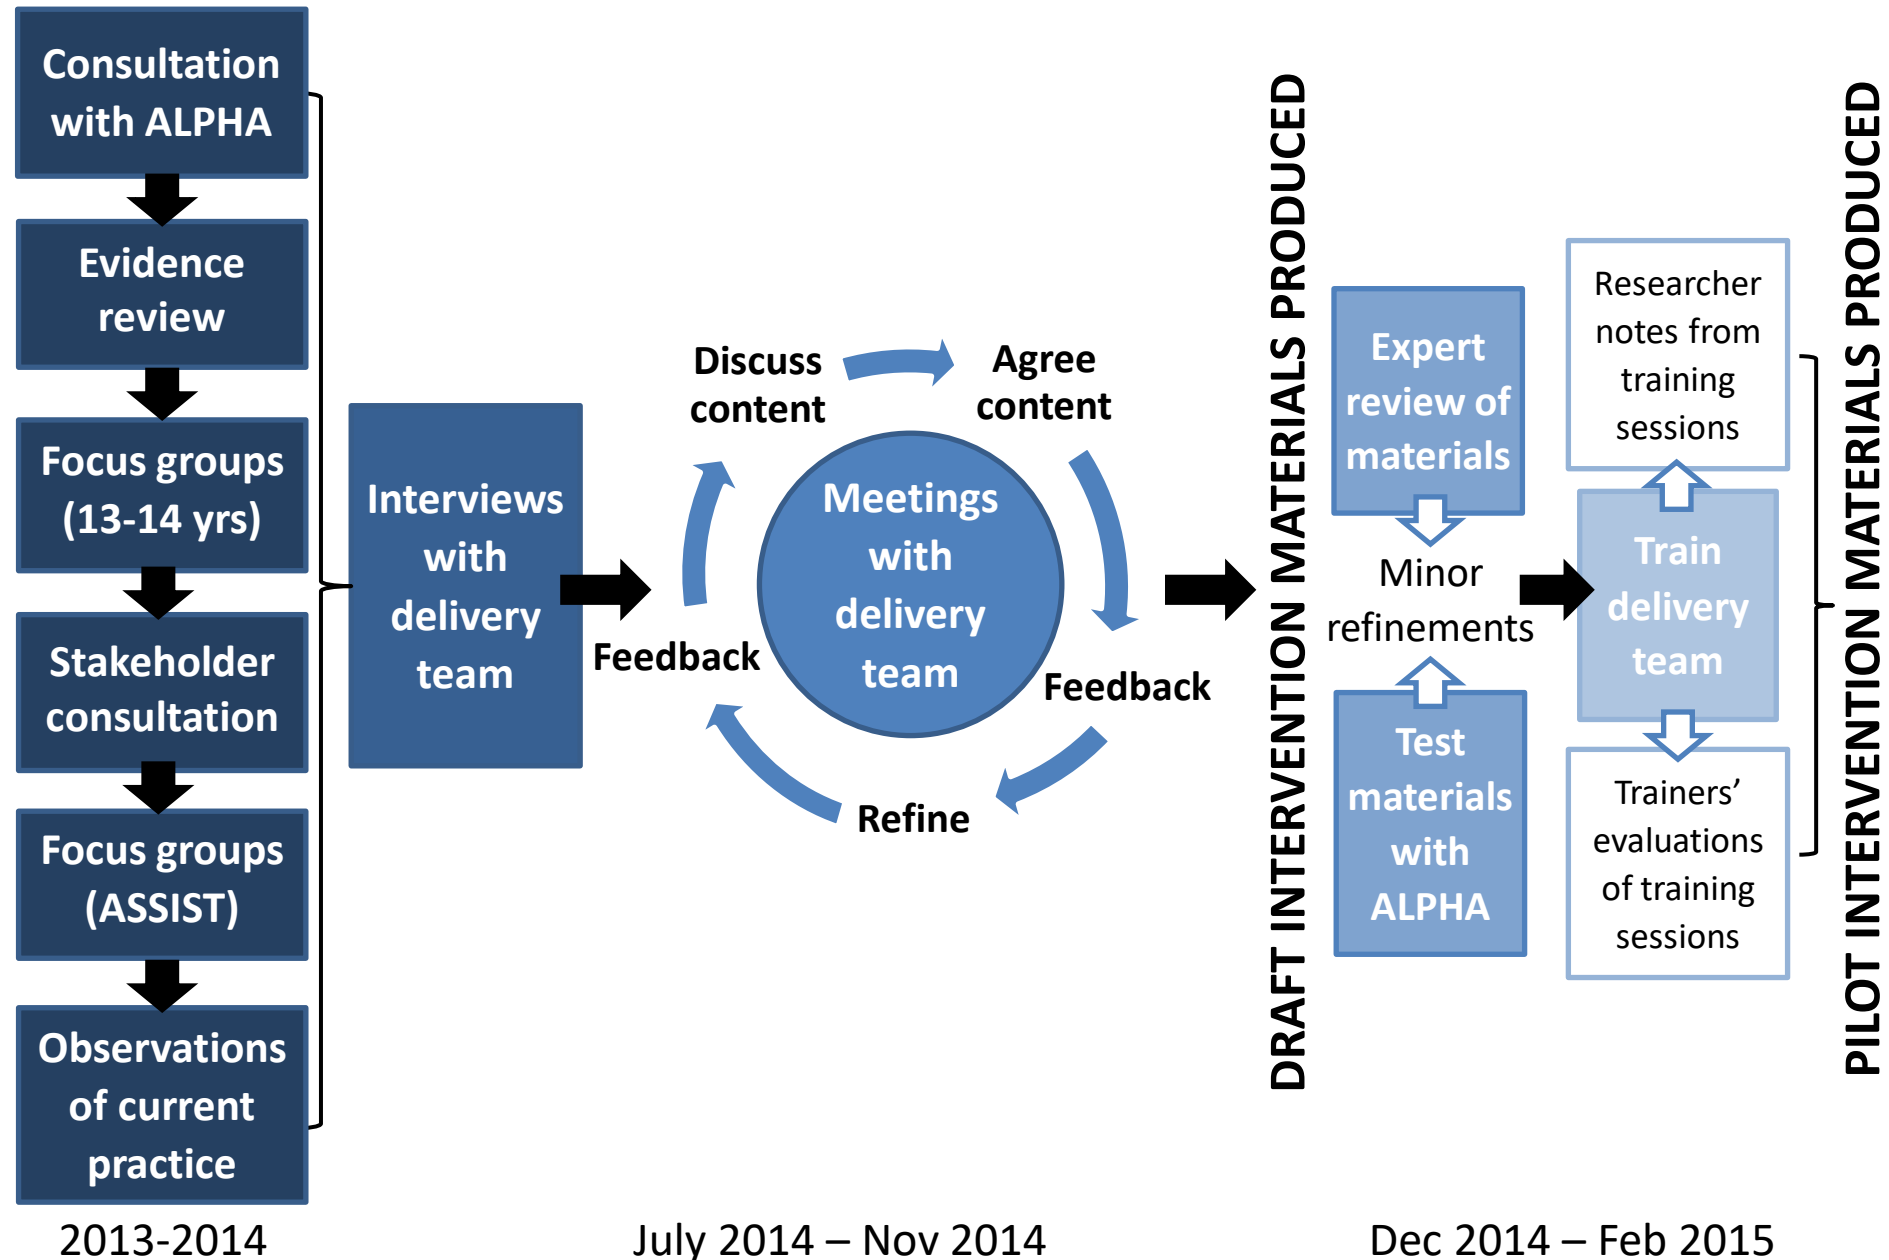 Consultation
with ALPHA
Evidence
review
Focus groups
(13-14 yrs)
Stakeholder
consultation
Focus groups
(ASSIST)
Observations
of current
practice
2013-2014
Interviews
with
delivery
team
Discuss
content
Agree
content
Feedback
Refine
Feedback
Meetings
with
delivery
team
July 2014 – Nov 2014
DRAFT INTERVENTION MATERIALS PRODUCED
Expert
review of
materials
Minor
refinements
Test
materials
with
ALPHA
Researcher
notes from
training
sessions
Train
delivery
team
Trainers’
evaluations
of training
sessions
Dec 2014 – Feb 2015
PILOT INTERVENTION MATERIALS PRODUCED